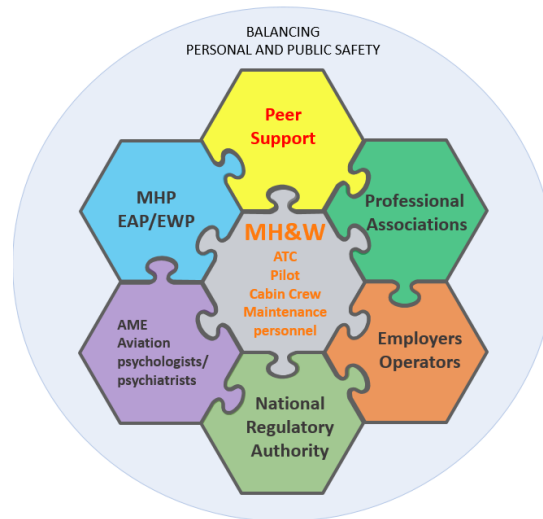 BALANCING
PERSONAL AND PUBLIC SAFETY
Peer
Support
MHP
EAP/EWP
Professional
Associations
MH&W
ATC
Pilot
Cabin Crew
Maintenance
personnel
AME
Aviation
psychologists/
psychiatrists
Employers
Operators
National
Regulatory
Authority